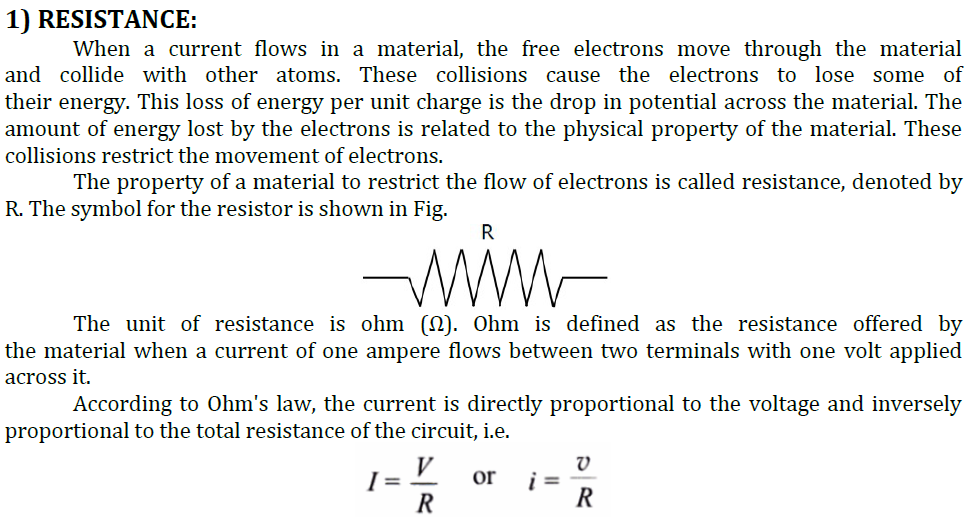 1) RESISTANCE:
When a current flows in a material, the free electrons move through the material
and collide with other atoms. These collisions cause the electrons to lose some of
their energy. This loss of energy per unit charge is the drop in potential across the material. The
amount of energy lost by the electrons is related to the physical property of the material. These
collisions restrict the movement of electrons.
The property of a material to restrict the flow of electrons is called resistance, denoted by
R. The symbol for the resistor is shown in Fig.
R
The unit of resistance is ohm (Ω). Ohm is defined as the resistance offered by
the material when a current of one ampere flows between two terminals with one volt applied
across it.
According to Ohm's law, the current is directly proportional to the voltage and inversely
proportional to the total resistance of the circuit, i.e.
I = V/R or i = v/R